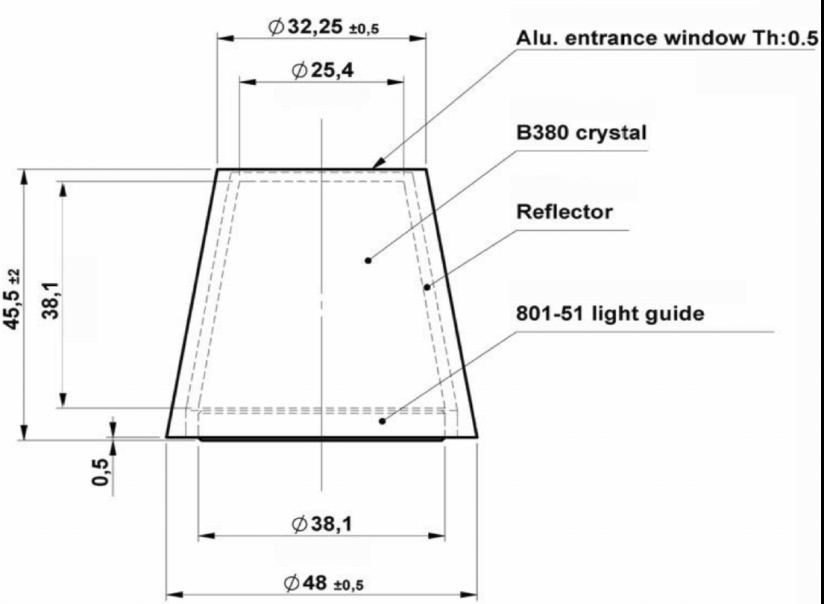 ⌀32,25 ±0,5
Alu. entrance window Th:0.5
⌀25,4
B380 crystal
Reflector
45,5 ±2
38,1
801-51 light guide
0,5
⌀38,1
⌀48 ±0,5